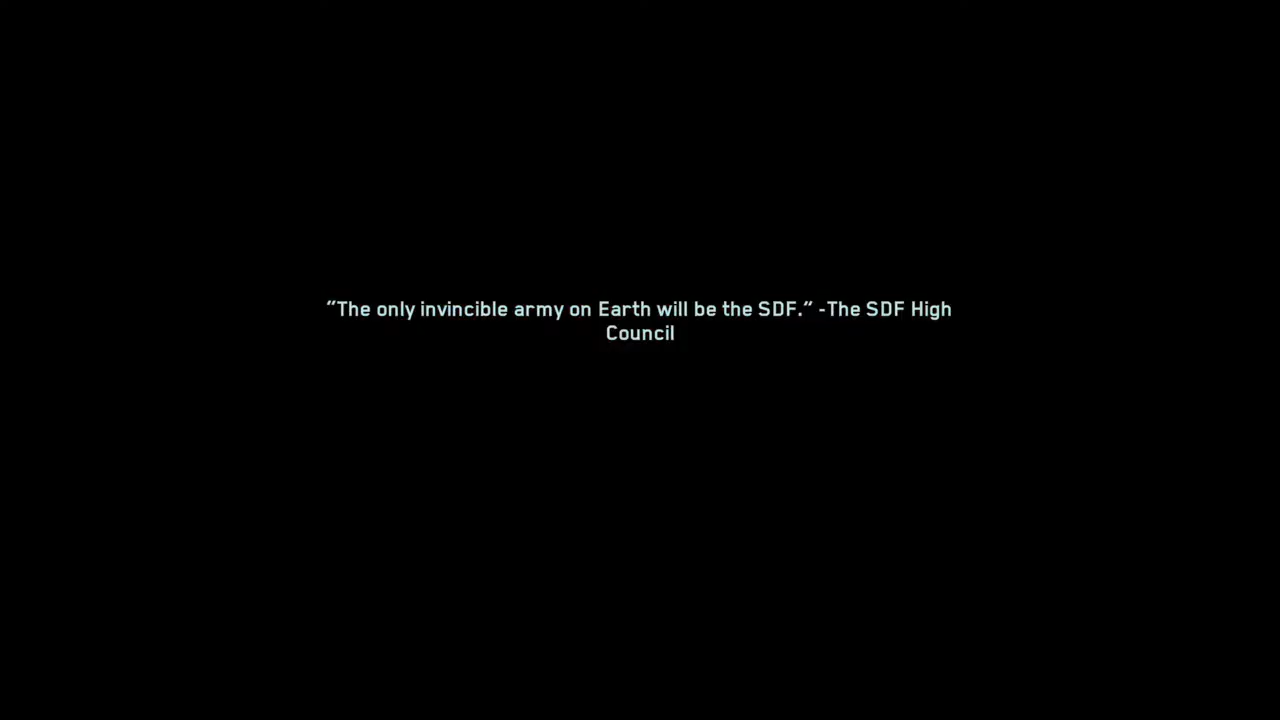 "The only invincible army on Earth will be the SDF." -The SDF High
Council